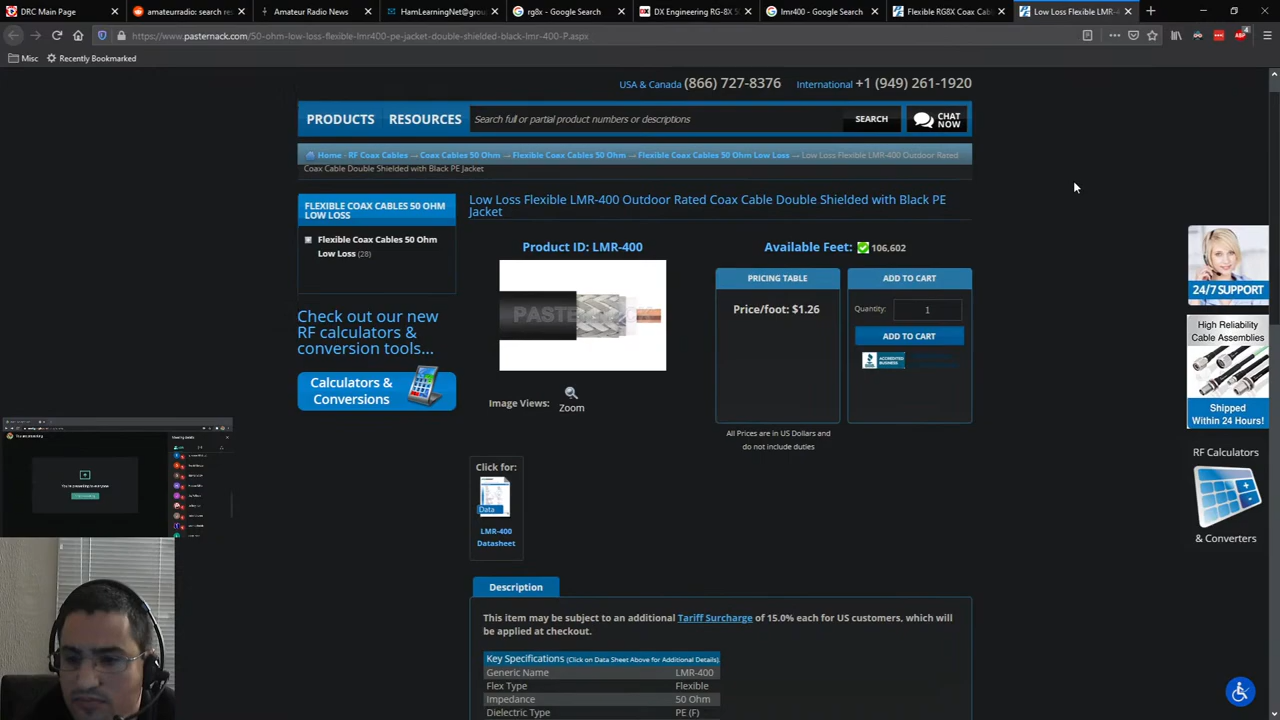 DRC Main Page
amateurradio: search res
Amateur Radio News
HamLearningNet@grou
rg8x - Google Search
DX Engineering RG-8X 50
lmr400 - Google Search
Flexible RG8X Coax Cab
Low Loss Flexible LMR-4
https://www.pasternack.com/50-ohm-low-loss-flexible-lmr400-pe-jacket-double-shielded-black-lmr-400-P.aspx
Misc
Recently Bookmarked
USA & Canada (866) 727-8376 International +1 (949) 261-1920
PRODUCTS
RESOURCES
Search full or partial product numbers or descriptions
SEARCH
CHAT
NOW
Home - RF Coax Cables → Coax Cables 50 Ohm → Flexible Coax Cables 50 Ohm → Flexible Coax Cables 50 Ohm Low Loss → Low Loss Flexible LMR-400 Outdoor Rated
Coax Cable Double Shielded with Black PE Jacket
FLEXIBLE COAX CABLES 50 OHM
LOW LOSS
Flexible Coax Cables 50 Ohm
Low Loss (28)
Check out our new
RF calculators &
conversion tools...
Calculators &
Conversions
Low Loss Flexible LMR-400 Outdoor Rated Coax Cable Double Shielded with Black PE
Jacket
Product ID: LMR-400
Available Feet: 106,602
PRICING TABLE
Price/foot: $1.26
ADD TO CART
Quantity: 1
ADD TO CART
ACCREDITED
BUSINESS
All Prices are in US Dollars and
do not include duties
Image Views:
Zoom
Click for:
Data
LMR-400
Datasheet
Description
This item may be subject to an additional Tariff Surcharge of 15.0% each for US customers, which will
be applied at checkout.
Key Specifications (Click on Data Sheet Above for Additional Details).
Generic Name LMR-400
Flex Type Flexible
Impedance 50 Ohm
Dielectric Type PE (F)
24/7 SUPPORT
High Reliability
Cable Assemblies
Shipped
Within 24 Hours!
RF Calculators
& Converters